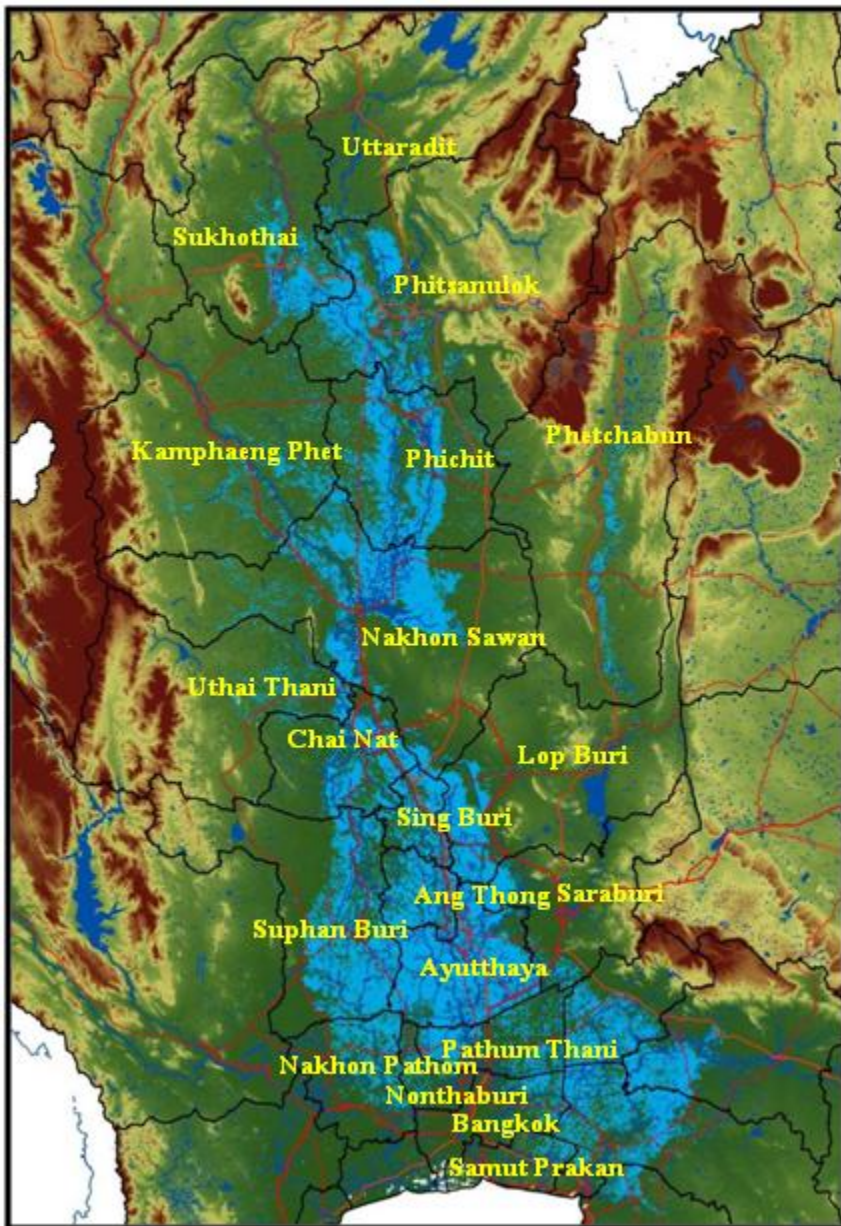 Uttaradit
Sukhothai
Phitsanulok
Phetchabun
Kamphaeng Phet
Phichit
Nakhon Sawan
Uthai Thani
Chai Nat
Lop Buri
Sing Buri
Ang Thong
Saraburi
Suphan Buri
Ayutthaya
Pathum Thani
Nakhon Pathom
Nonthaburi
Bangkok
Samut Prakan